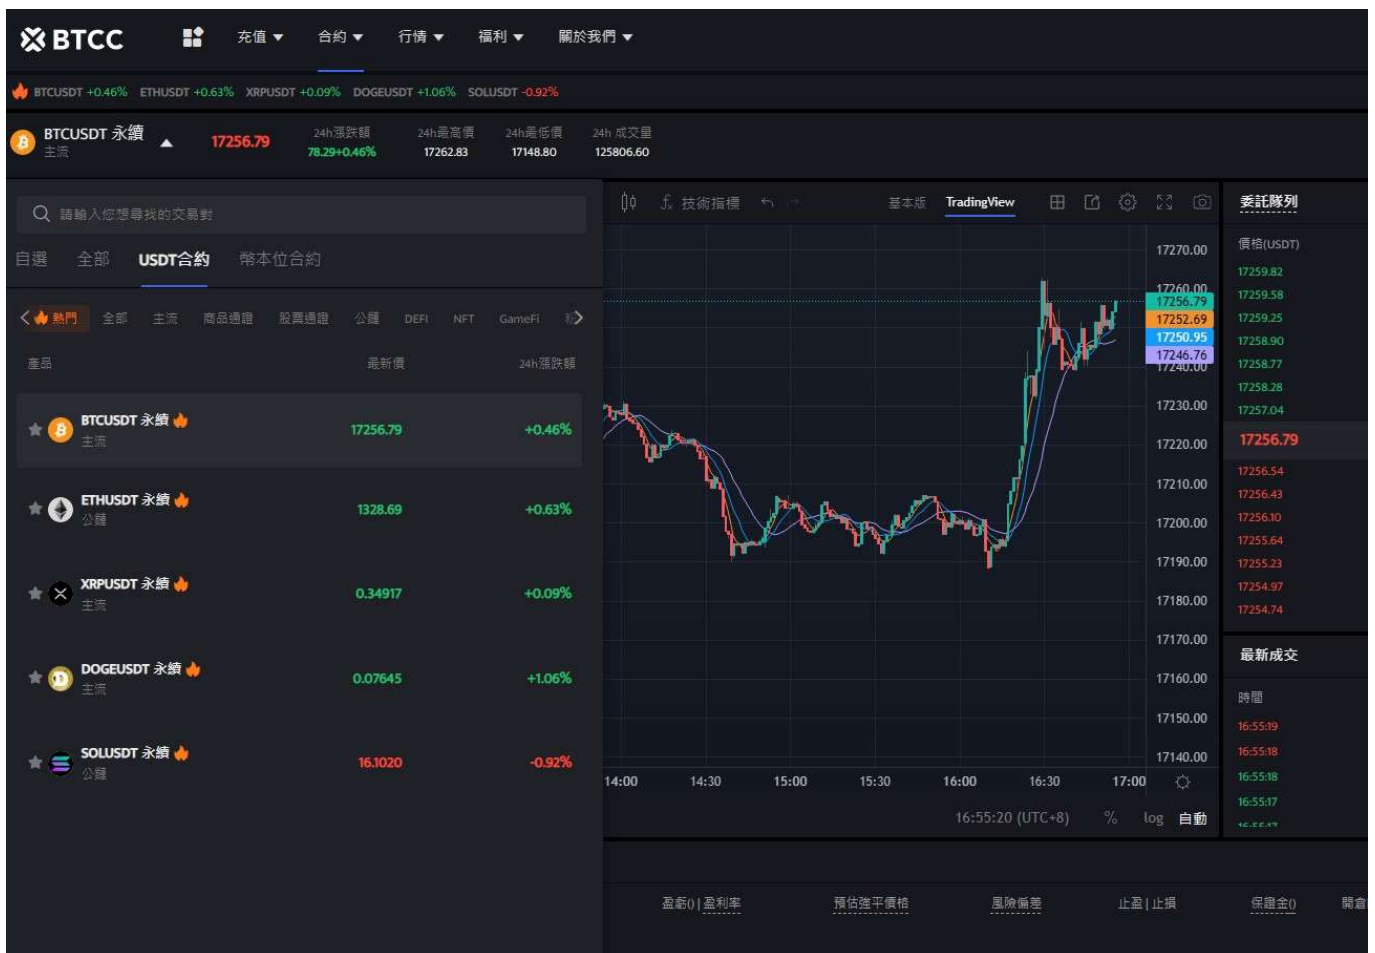 BTCC 充值 合約 行情 福利 關於我們
BTCUSDT +0.46% ETHUSDT +0.63% XRPUSDT +0.09% DOGEUSDT +1.06% SOLUSDT -0.92%
BTCUSDT 永續
主流
17256.79
24h漲跌額 24h最高價 24h最低價 24h 成交量
78.29+0.46% 17262.83 17148.80 125806.60
請輸入您想尋找的交易對
自選 全部 USDT合約 幣本位合約
熱門 全部 主流 商品通證 股票通證 公鏈 DEFI NFT GameFi
產品 最新價 24h漲跌額
BTCUSDT 永續 17256.79 +0.46%
主流
ETHUSDT 永續 1328.69 +0.63%
公鏈
XRPUSDT 永續 0.34917 +0.09%
主流
DOGEUSDT 永續 0.07645 +1.06%
主流
SOLUSDT 永續 16.1020 -0.92%
公鏈
技術指標 基本版 TradingView
17270.00
17260.00
17256.79
17252.69
17250.95
17246.76
17240.00
17230.00
17220.00
17210.00
17200.00
17190.00
17180.00
17170.00
17160.00
17150.00
17140.00
14:00 14:30 15:00 15:30 16:00 16:30 17:00
16:55:20 (UTC+8) % log 自動
委託隊列
價格(USDT)
17259.82
17259.58
17259.25
17258.90
17258.77
17258.28
17257.04
17256.79
17256.54
17256.43
17256.10
17255.64
17255.23
17254.97
17254.74
最新成交
時間
16:55:19
16:55:18
16:55:18
16:55:17
盈虧()|盈利率 預估強平價格 風險偏差 止盈|止損 保證金() 開倉